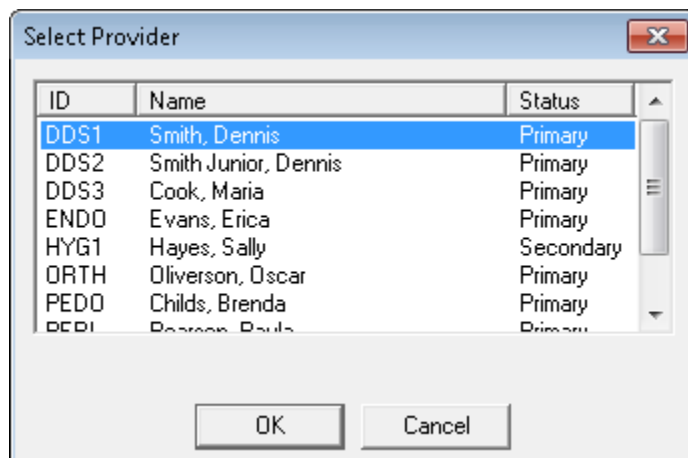 Select Provider
ID Name Status
DDS1 Smith, Dennis Primary
DDS2 Smith Junior, Dennis Primary
DDS3 Cook, Maria Primary
ENDO Evans, Erica Primary
HYG1 Hayes, Sally Secondary
ORTH Oliverson, Oscar Primary
PEDO Childs, Brenda Primary
Primary
OK Cancel